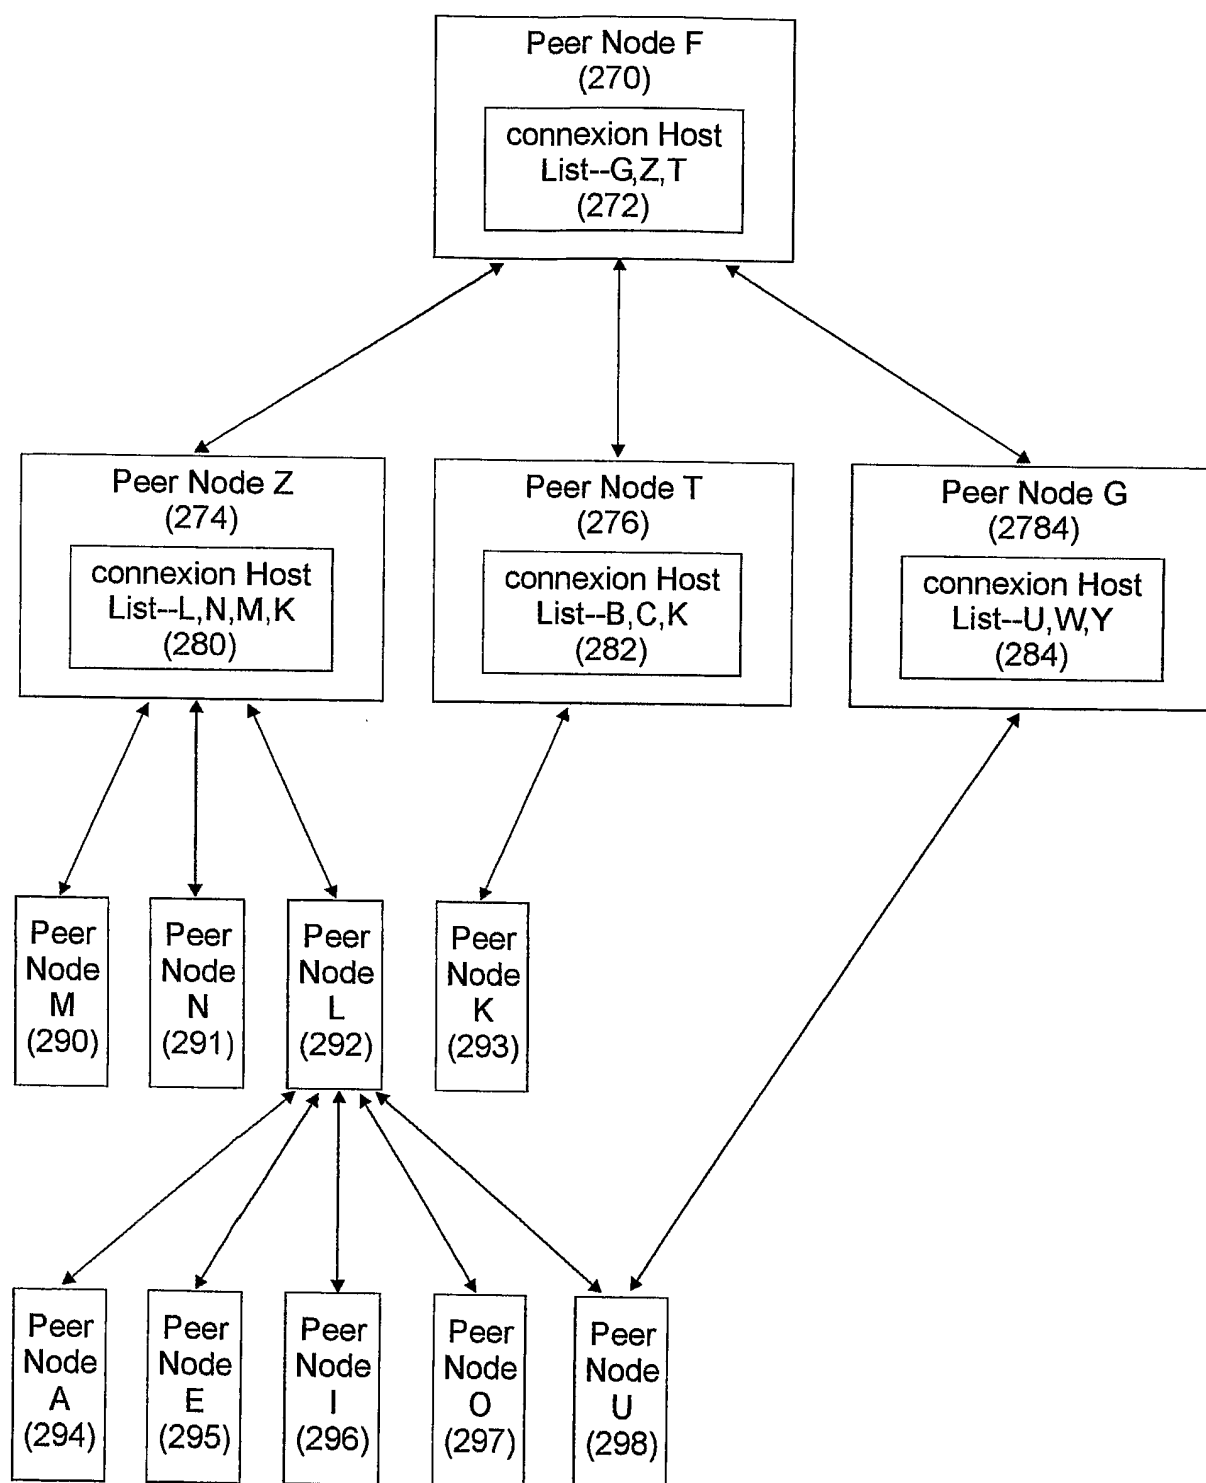 Peer Node F
(270)
connexion Host
List--G,Z,T
(272)
Peer Node Z
(274)
connexion Host
List--L,N,M,K
(280)
Peer Node T
(276)
connexion Host
List--B,C,K
(282)
Peer Node G
(2784)
connexion Host
List--U,W,Y
(284)
Peer
Node
M
(290)
Peer
Node
N
(291)
Peer
Node
L
(292)
Peer
Node
K
(293)
Peer
Node
A
(294)
Peer
Node
E
(295)
Peer
Node
I
(296)
Peer
Node
O
(297)
Peer
Node
U
(298)